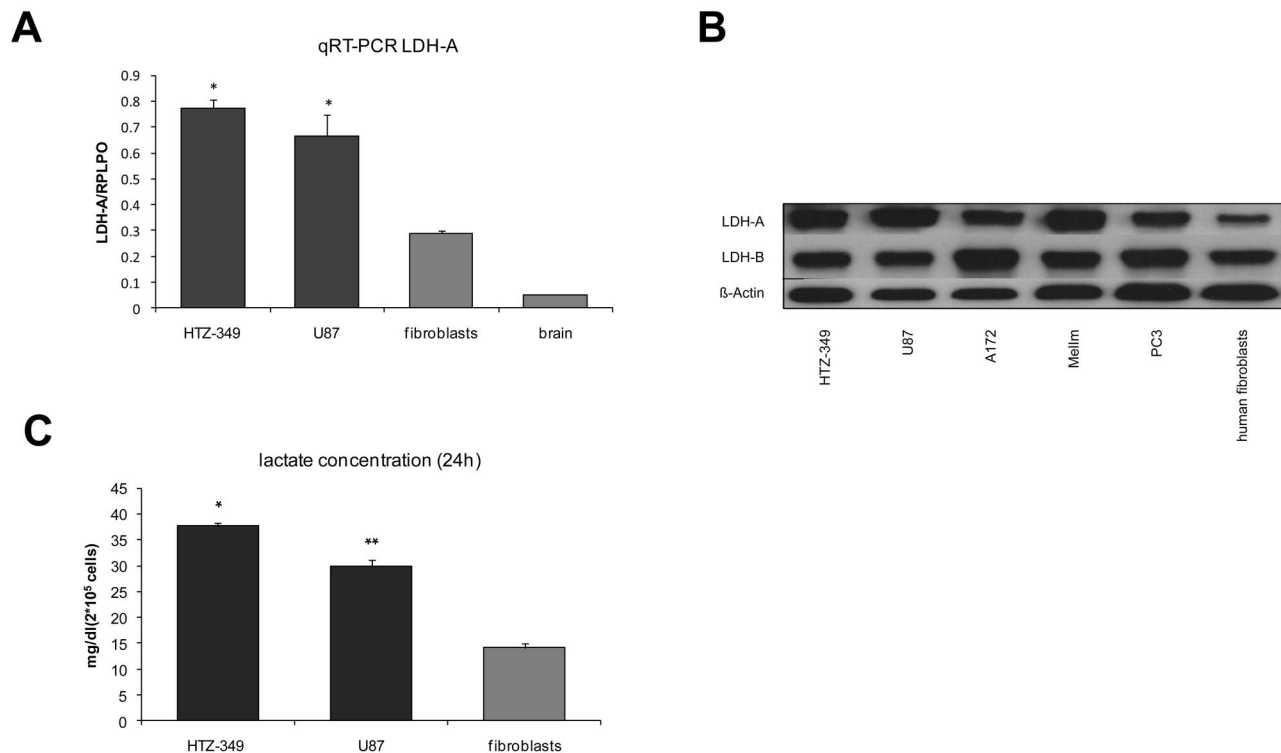 A
qRT-PCR LDH-A
LDH-A/RPLPO
0.9
0.8
0.7
0.6
0.5
0.4
0.3
0.2
0.1
0
*
*
HTZ-349 U87 fibroblasts brain
B
LDH-A
LDH-B
ß-Actin
HTZ-349
U87
A172
MelIm
PC3
human fibroblasts
C
lactate concentration (24h)
mg/dl(2*10⁵ cells)
45
40
35
30
25
20
15
10
5
0
*
**
HTZ-349 U87 fibroblasts